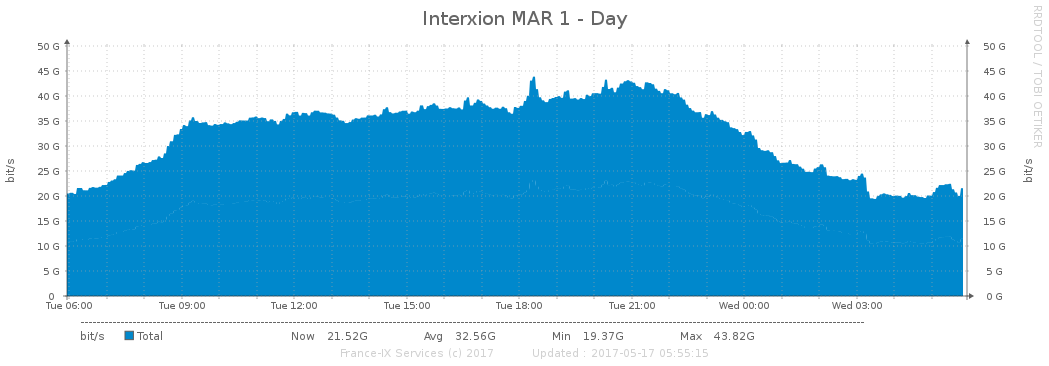 Interxion MAR 1 - Day
RRDTOOL / TOBI OETIKER
bit/s
bit/s
50 G 50 G
45 G 45 G
40 G 40 G
35 G 35 G
30 G 30 G
25 G 25 G
20 G 20 G
15 G 15 G
10 G 10 G
5 G 5 G
0 0 G
Tue 06:00 Tue 09:00 Tue 12:00 Tue 15:00 Tue 18:00 Tue 21:00 Wed 00:00 Wed 03:00
bit/s Total Now 21.52G Avg 32.56G Min 19.37G Max 43.82G
France-IX Services (c) 2017 Updated : 2017-05-17 05:55:15